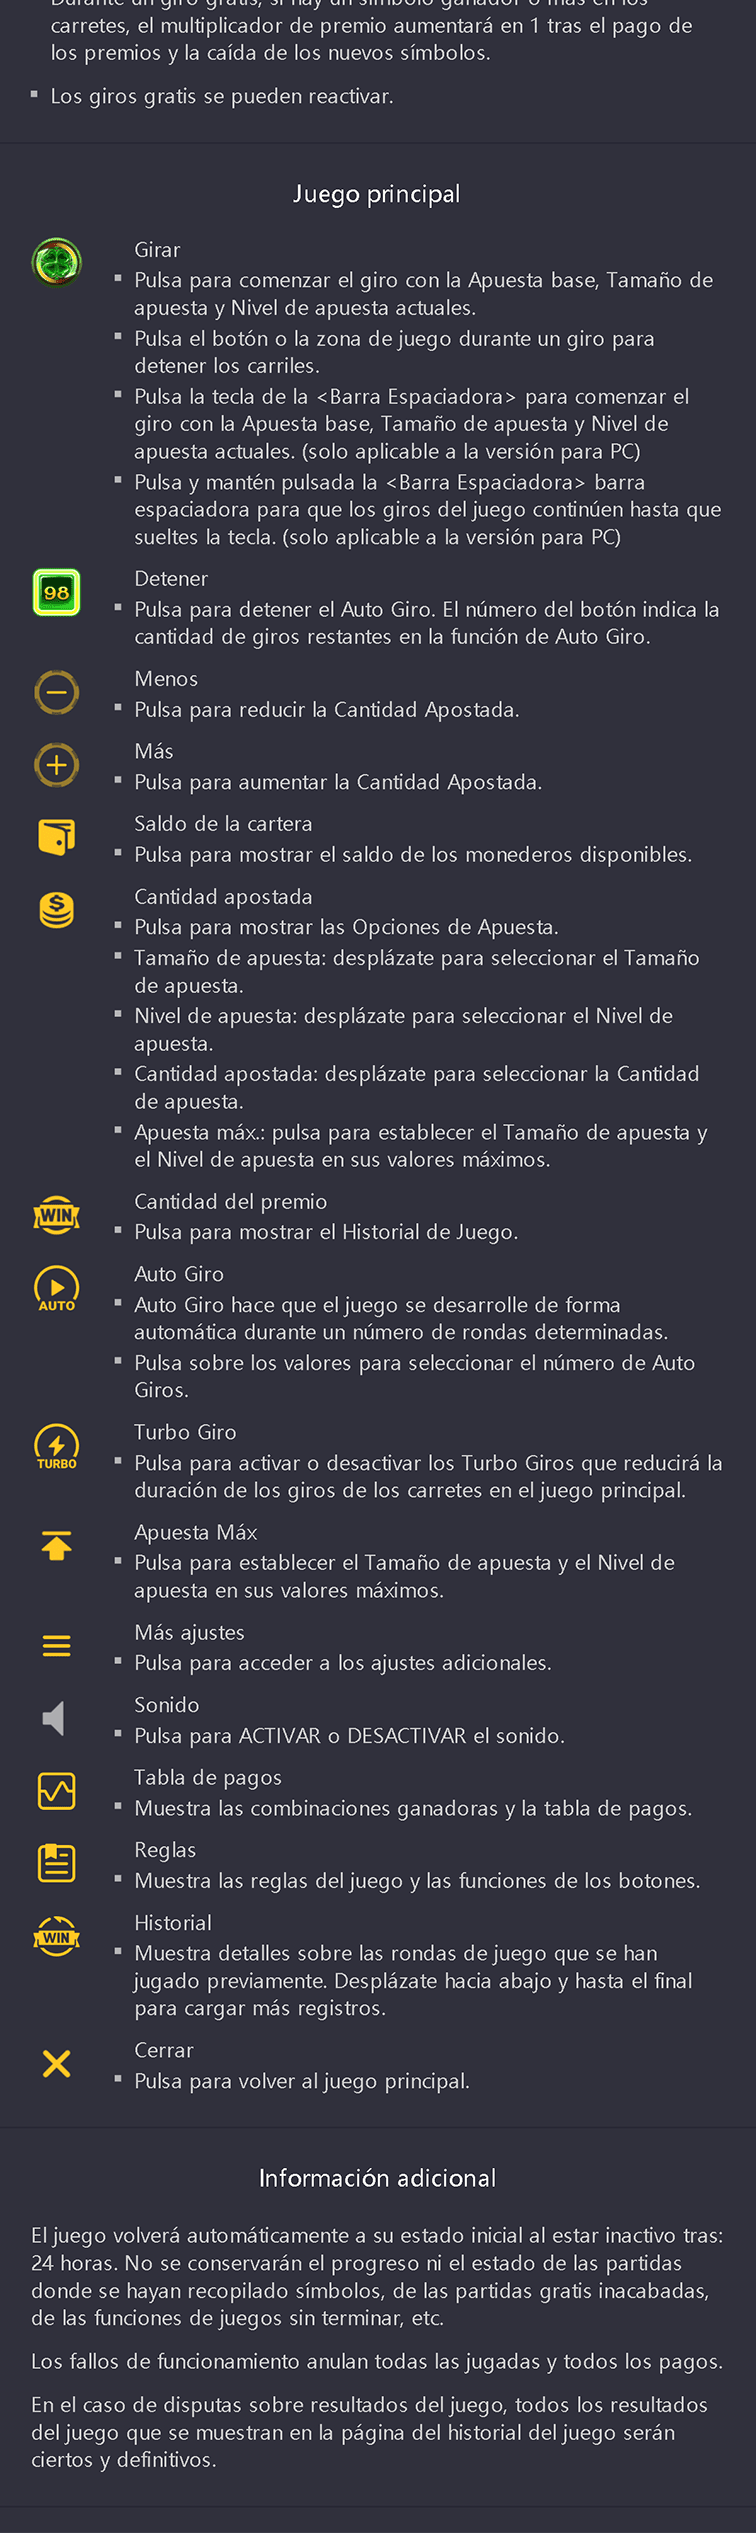 Durante un giro gratis, si hay un símbolo ganador o más en los
carretes, el multiplicador de premio aumentará en 1 tras el pago de
los premios y la caída de los nuevos símbolos.
Los giros gratis se pueden reactivar.
Juego principal
Girar
Pulsa para comenzar el giro con la Apuesta base, Tamaño de
apuesta y Nivel de apuesta actuales.
Pulsa el botón o la zona de juego durante un giro para
detener los carriles.
Pulsa la tecla de la <Barra Espaciadora> para comenzar el
giro con la Apuesta base, Tamaño de apuesta y Nivel de
apuesta actuales. (solo aplicable a la versión para PC)
Pulsa y mantén pulsada la <Barra Espaciadora> barra
espaciadora para que los giros del juego continúen hasta que
sueltes la tecla. (solo aplicable a la versión para PC)
98
Detener
Pulsa para detener el Auto Giro. El número del botón indica la
cantidad de giros restantes en la función de Auto Giro.
Menos
Pulsa para reducir la Cantidad Apostada.
Más
Pulsa para aumentar la Cantidad Apostada.
Saldo de la cartera
Pulsa para mostrar el saldo de los monederos disponibles.
$
Cantidad apostada
Pulsa para mostrar las Opciones de Apuesta.
Tamaño de apuesta: desplázate para seleccionar el Tamaño
de apuesta.
Nivel de apuesta: desplázate para seleccionar el Nivel de
apuesta.
Cantidad apostada: desplázate para seleccionar la Cantidad
de apuesta.
Apuesta máx.: pulsa para establecer el Tamaño de apuesta y
el Nivel de apuesta en sus valores máximos.
WIN
Cantidad del premio
Pulsa para mostrar el Historial de Juego.
AUTO
Auto Giro
Auto Giro hace que el juego se desarrolle de forma
automática durante un número de rondas determinadas.
Pulsa sobre los valores para seleccionar el número de Auto
Giros.
TURBO
Turbo Giro
Pulsa para activar o desactivar los Turbo Giros que reducirá la
duración de los giros de los carretes en el juego principal.
Apuesta Máx
Pulsa para establecer el Tamaño de apuesta y el Nivel de
apuesta en sus valores máximos.
Más ajustes
Pulsa para acceder a los ajustes adicionales.
Sonido
Pulsa para ACTIVAR o DESACTIVAR el sonido.
Tabla de pagos
Muestra las combinaciones ganadoras y la tabla de pagos.
Reglas
Muestra las reglas del juego y las funciones de los botones.
WIN
Historial
Muestra detalles sobre las rondas de juego que se han
jugado previamente. Desplázate hacia abajo y hasta el final
para cargar más registros.
Cerrar
Pulsa para volver al juego principal.
Información adicional
El juego volverá automáticamente a su estado inicial al estar inactivo tras:
24 horas. No se conservarán el progreso ni el estado de las partidas
donde se hayan recopilado símbolos, de las partidas gratis inacabadas,
de las funciones de juegos sin terminar, etc.
Los fallos de funcionamiento anulan todas las jugadas y todos los pagos.
En el caso de disputas sobre resultados del juego, todos los resultados
del juego que se muestran en la página del historial del juego serán
ciertos y definitivos.